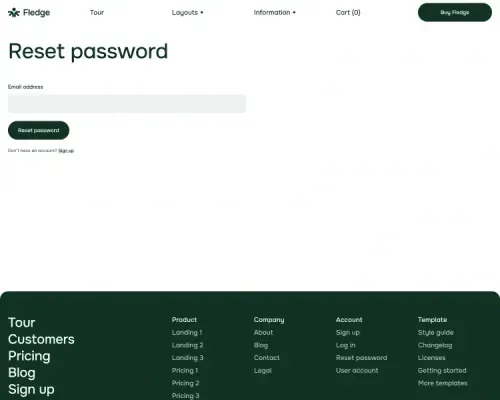 Fledge
Tour
Layouts
Information
Cart (0)
Buy Fledge
Reset password
Email address
Reset password
Don't have an account? Sign up
Tour
Customers
Pricing
Blog
Sign up
Product
Landing 1
Landing 2
Landing 3
Pricing 1
Pricing 2
Pricing 3
Company
About
Blog
Contact
Legal
Account
Sign up
Log in
Reset password
User account
Template
Style guide
Changelog
Licenses
Getting started
More templates